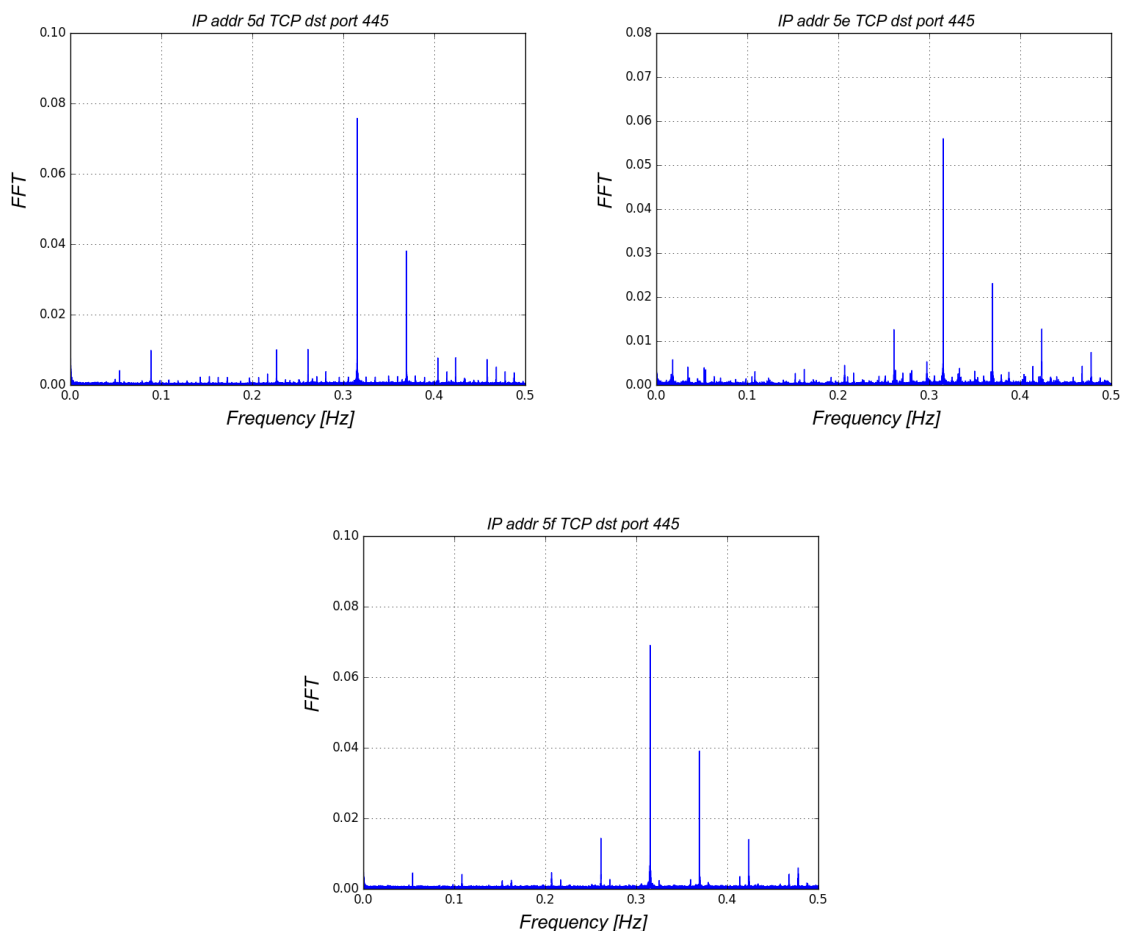 IP addr 5d TCP dst port 445
0.10
0.08
0.06
0.04
0.02
0.00
FFT
0.0 0.1 0.2 0.3 0.4 0.5
Frequency [Hz]
IP addr 5e TCP dst port 445
0.08
0.07
0.06
0.05
0.04
0.03
0.02
0.01
0.00
FFT
0.0 0.1 0.2 0.3 0.4 0.5
Frequency [Hz]
IP addr 5f TCP dst port 445
0.10
0.08
0.06
0.04
0.02
0.00
FFT
0.0 0.1 0.2 0.3 0.4 0.5
Frequency [Hz]